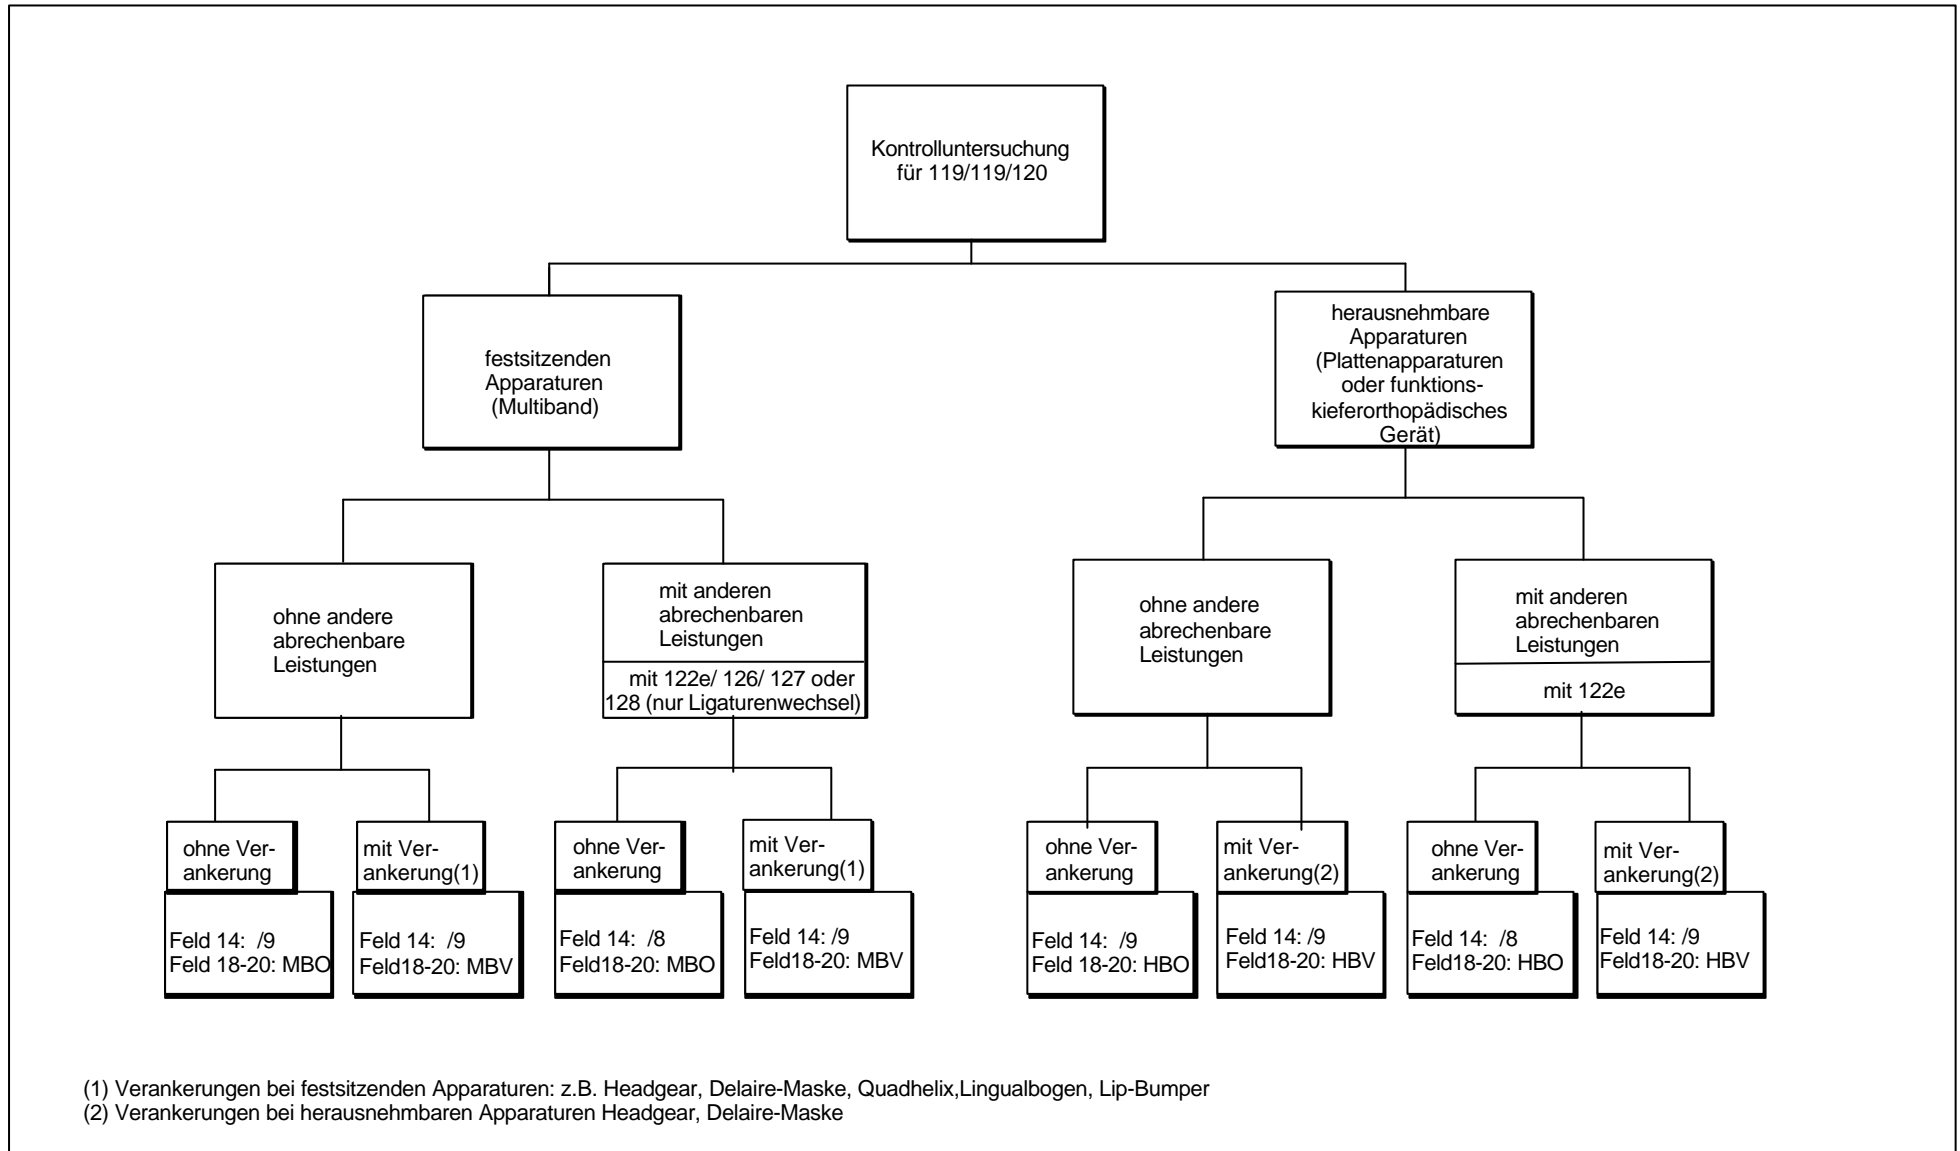 Kontrolluntersuchung
für 119/119/120
festsitzenden
Apparaturen
(Multiband)
herausnehmbare
Apparaturen
(Plattenapparaturen
oder funktions-
kieferorthopädisches
Gerät)
ohne andere
abrechenbare
Leistungen
mit anderen
abrechenbaren
Leistungen
mit 122e/ 126/ 127 oder
128 (nur Ligaturenwechsel)
ohne andere
abrechenbare
Leistungen
mit anderen
abrechenbaren
Leistungen
mit 122e
ohne Ver-
ankerung
mit Ver-
ankerung(1)
ohne Ver-
ankerung
mit Ver-
ankerung(1)
ohne Ver-
ankerung
mit Ver-
ankerung(2)
ohne Ver-
ankerung
mit Ver-
ankerung(2)
Feld 14: /9
Feld 18-20: MBO
Feld 14: /9
Feld18-20: MBV
Feld 14: /8
Feld18-20: MBO
Feld 14: /9
Feld18-20: MBV
Feld 14: /9
Feld 18-20: HBO
Feld 14: /9
Feld18-20: HBV
Feld 14: /8
Feld18-20: HBO
Feld 14: /9
Feld18-20: HBV
(1) Verankerungen bei festsitzenden Apparaturen: z.B. Headgear, Delaire-Maske, Quadhelix,Lingualbogen, Lip-Bumper
(2) Verankerungen bei herausnehmbaren Apparaturen Headgear, Delaire-Maske